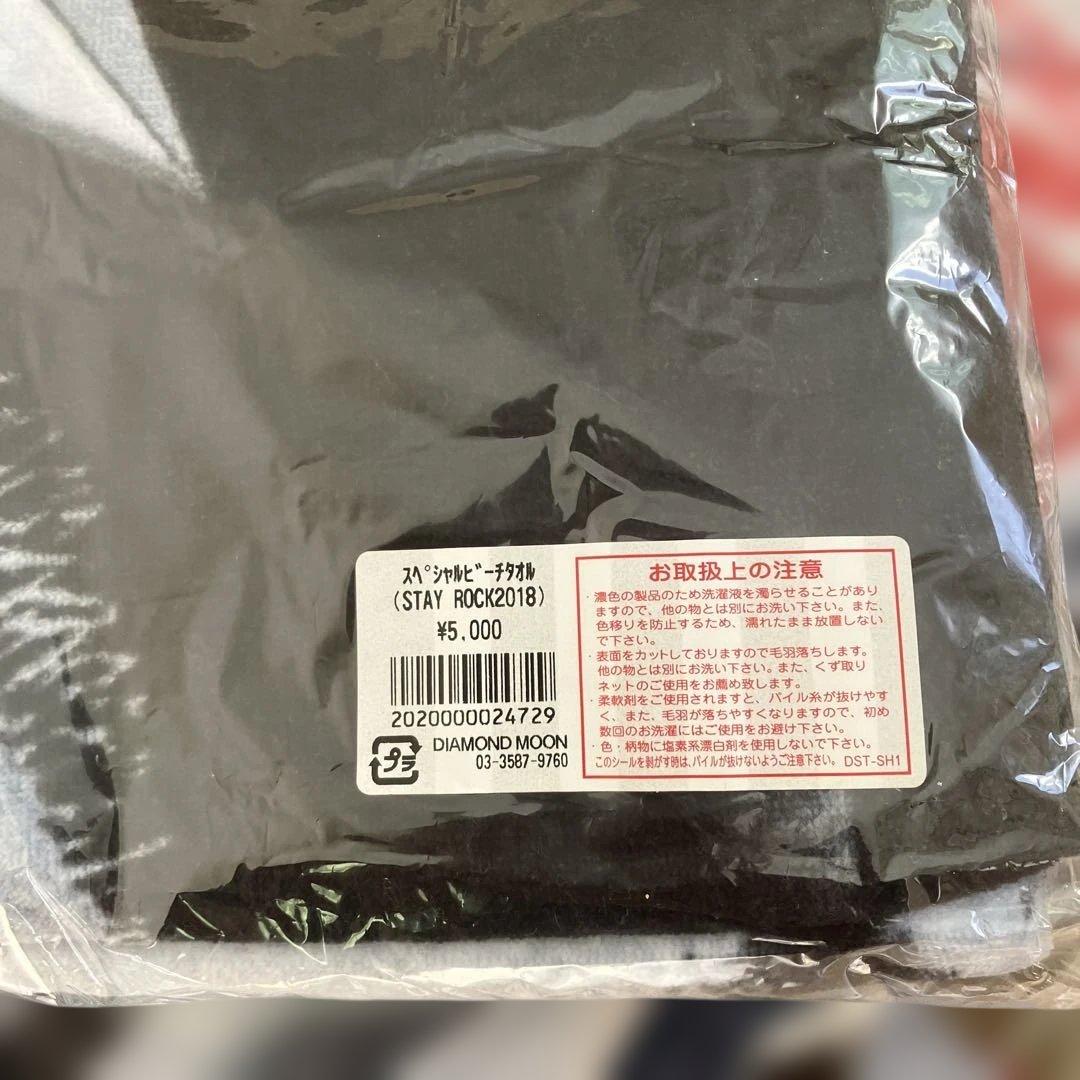 スペシャルビーチタオル
(STAY ROCK2018)
¥5,000
2020000024729
プラ
DIAMOND MOON
03-3587-9760
お取扱上の注意
・濃色の製品のため洗濯液を濁らせることがあり
ますので、他の物とは別にお洗い下さい。また、
色移りを防止するため、濡れたまま放置しない
で下さい。
・表面をカットしておりますので毛羽落ちします。
他の物とは別にお洗い下さい。また、くず取り
ネットのご使用をお薦め致します。
・柔軟剤をご使用されますと、パイル糸が抜けやす
く、また、毛羽が落ちやすくなりますので、初め
数回のお洗濯にはご使用をお避け下さい。
・色・柄物に塩素系漂白剤を使用しないで下さい。
このシールを剥がす時は、パイルが抜けないようご注意下さい。 DST-SH1